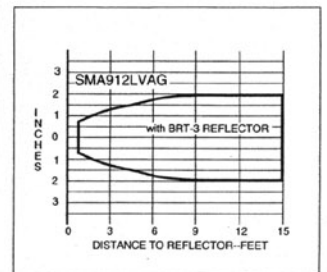 SMA912LVAG
with BRT-3 REFLECTOR
INCHES
3
2
1
0
1
2
3
0 3 6 9 12 15
DISTANCE TO REFLECTOR--FEET